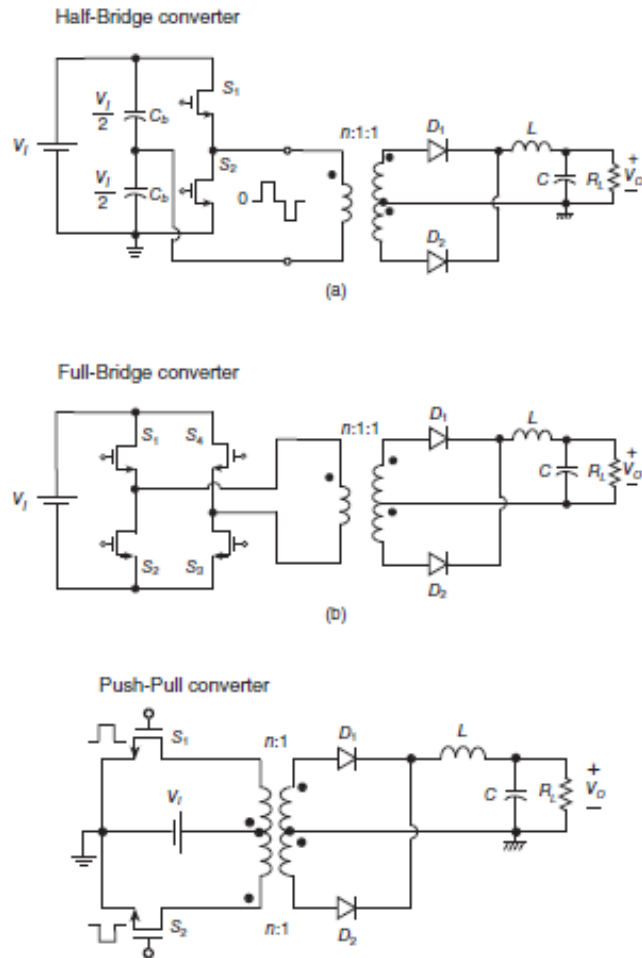 Half-Bridge converter
V_I
V_I/2
C_b
V_I/2
C_b
S_1
S_2
0
n:1:1
D_1
D_2
L
C
R_L
+
V_O
−
(a)
Full-Bridge converter
V_I
S_1
S_4
S_2
S_3
n:1:1
D_1
D_2
L
C
R_L
+
V_O
−
(b)
Push-Pull converter
S_1
V_I
S_2
n:1
n:1
D_1
D_2
L
C
R_L
+
V_O
−